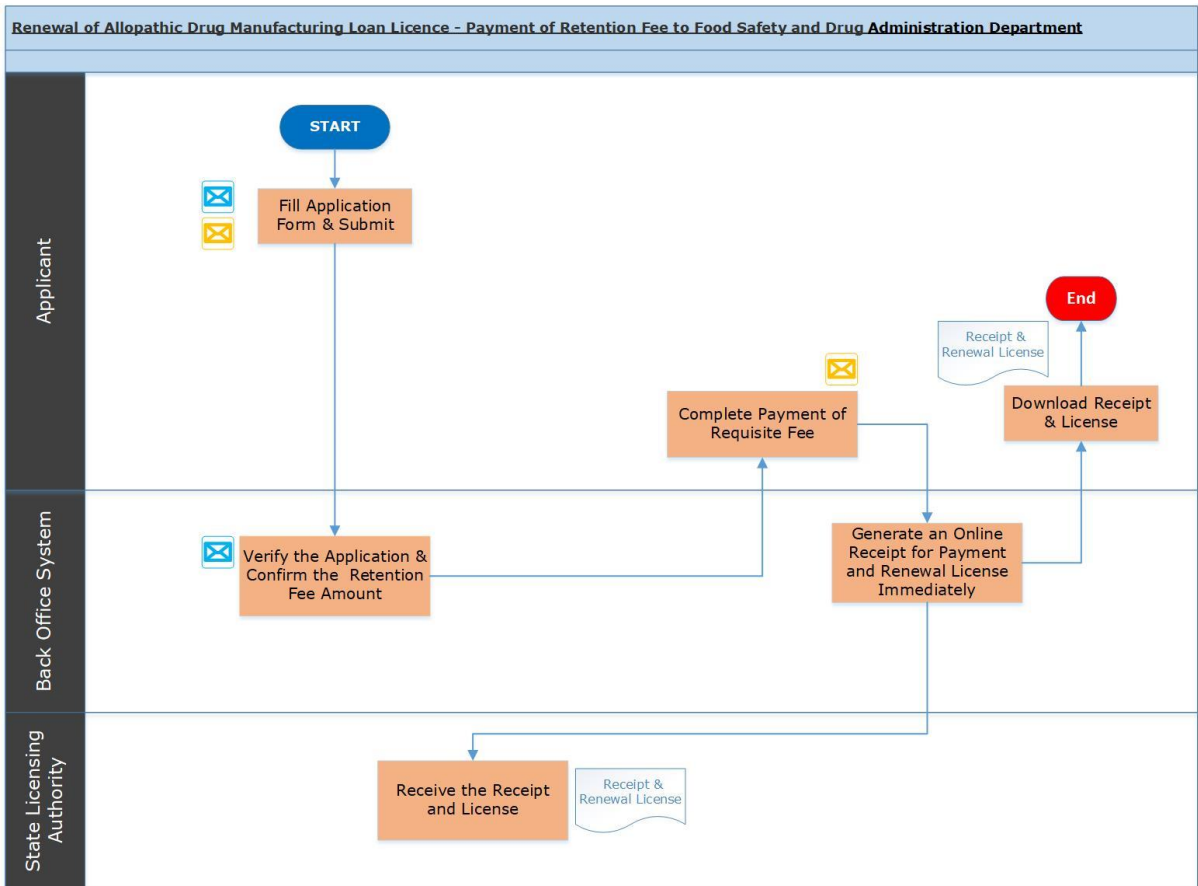 Renewal of Allopathic Drug Manufacturing Loan Licence - Payment of Retention Fee to Food Safety and Drug Administration Department
Applicant
START
Fill Application
Form & Submit
End
Receipt &
Renewal License
Complete Payment of
Requisite Fee
Download Receipt
& License
Back Office System
Verify the Application &
Confirm the Retention
Fee Amount
Generate an Online
Receipt for Payment
and Renewal License
Immediately
State Licensing
Authority
Receive the Receipt
and License
Receipt &
Renewal License